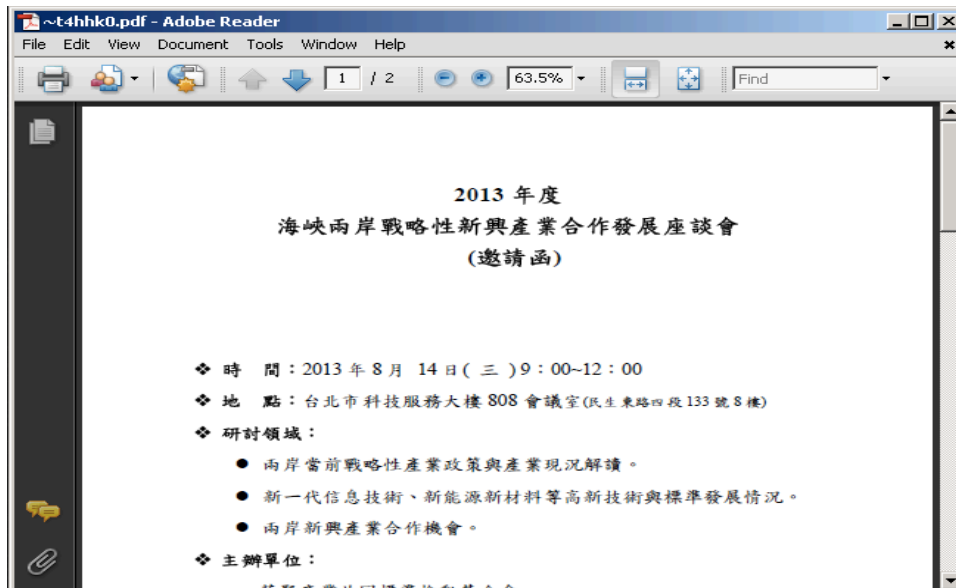 ~t4hhk0.pdf - Adobe Reader
File Edit View Document Tools Window Help
1 / 2 63.5% Find
2013 年度
海峽兩岸戰略性新興產業合作發展座談會
(邀請函)
❖ 時 間：2013 年 8 月 14 日( 三 )9：00~12：00
❖ 地 點：台北市科技服務大樓 808 會議室(民生東路四段 133 號 8 樓)
❖ 研討領域：
● 兩岸當前戰略性產業政策與產業現況解讀。
● 新一代信息技術、新能源新材料等高新技術與標準發展情況。
● 兩岸新興產業合作機會。
❖ 主辦單位：